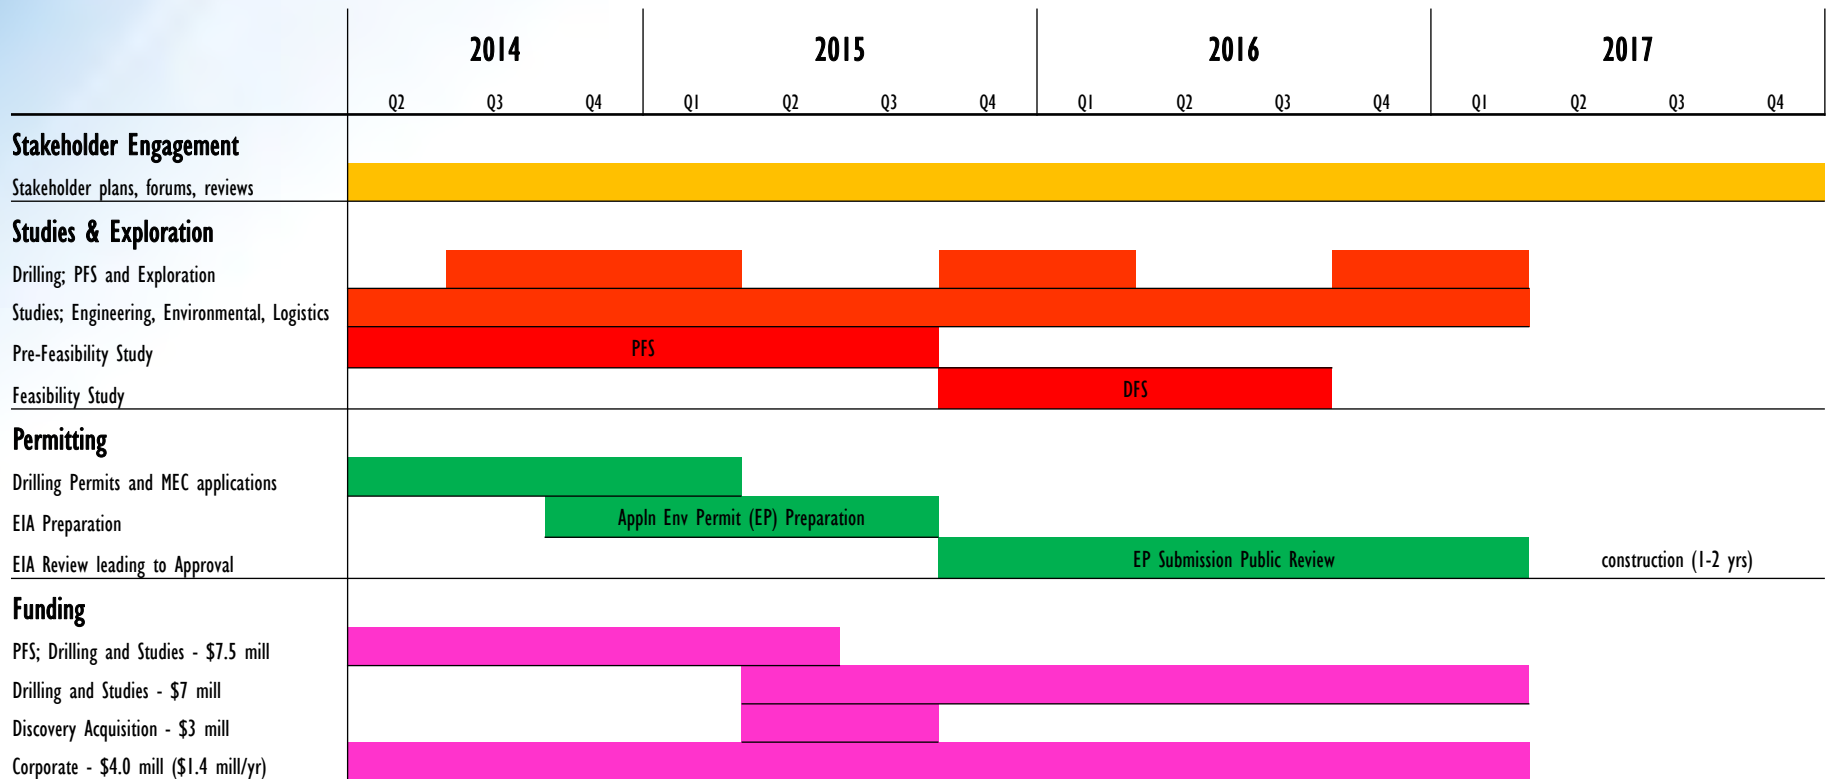 2014 2015 2016 2017
Q2 Q3 Q4 Q1 Q2 Q3 Q4 Q1 Q2 Q3 Q4 Q1 Q2 Q3 Q4
Stakeholder Engagement
Stakeholder plans, forums, reviews
Studies & Exploration
Drilling; PFS and Exploration
Studies; Engineering, Environmental, Logistics
Pre-Feasibility Study PFS
Feasibility Study DFS
Permitting
Drilling Permits and MEC applications
EIA Preparation Appln Env Permit (EP) Preparation
EIA Review leading to Approval EP Submission Public Review construction (1-2 yrs)
Funding
PFS; Drilling and Studies - $7.5 mill
Drilling and Studies - $7 mill
Discovery Acquisition - $3 mill
Corporate - $4.0 mill ($1.4 mill/yr)